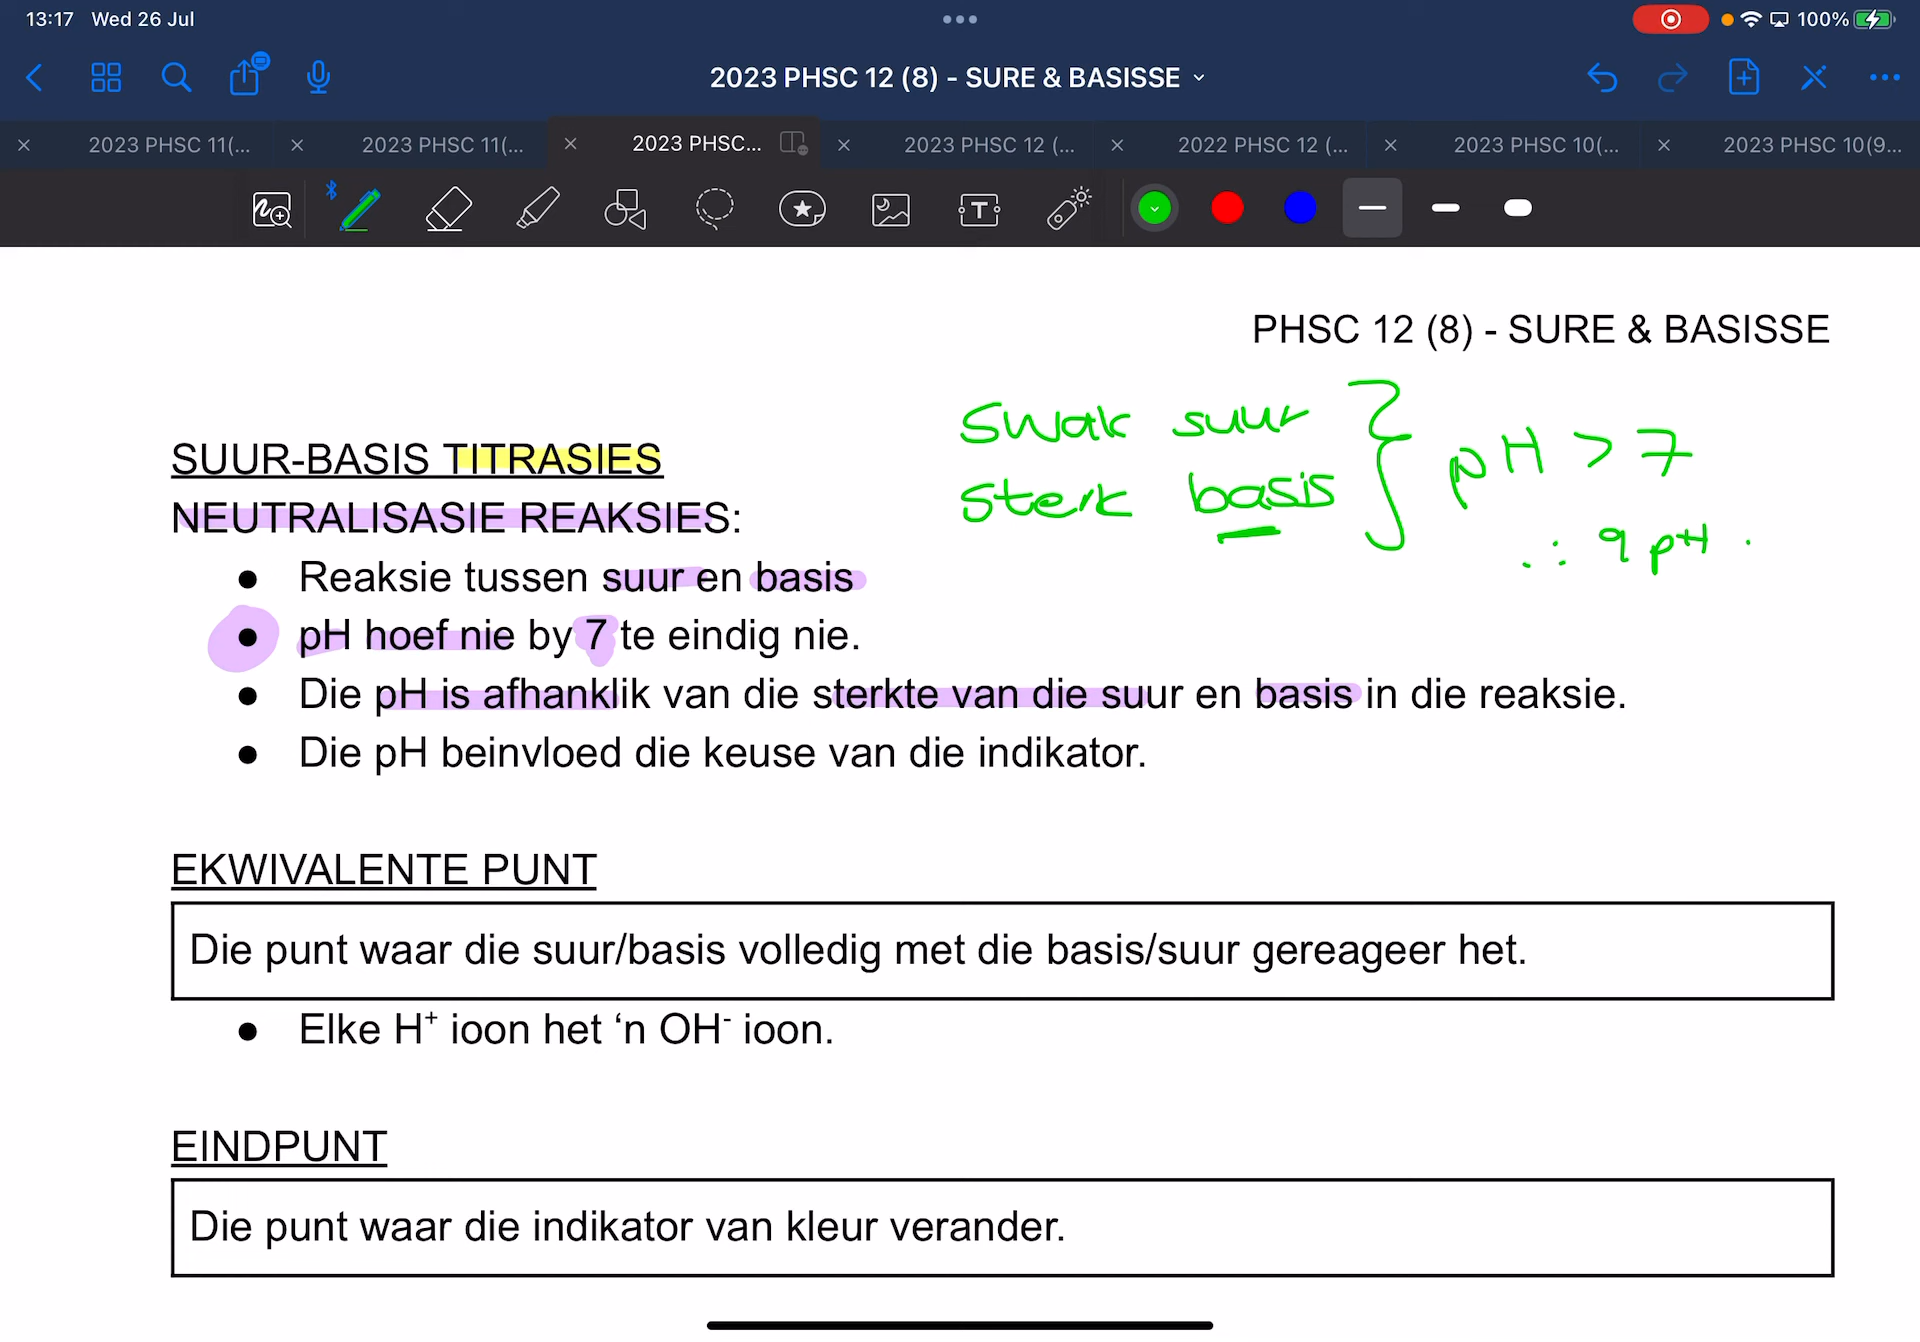 13:17 Wed 26 Jul
100%
2023 PHSC 12 (8) - SURE & BASISSE
2023 PHSC 11(...
2023 PHSC 11(...
2023 PHSC...
2023 PHSC 12 (...
2022 PHSC 12 (...
2023 PHSC 10(...
2023 PHSC 10(9...
T
PHSC 12 (8) - SURE & BASISSE
swak suur
sterk basis
pH > 7
∴ 9 pH .
SUUR-BASIS TITRASIES
NEUTRALISASIE REAKSIES:
● Reaksie tussen suur en basis
● pH hoef nie by 7 te eindig nie.
● Die pH is afhanklik van die sterkte van die suur en basis in die reaksie.
● Die pH beinvloed die keuse van die indikator.
EKWIVALENTE PUNT
Die punt waar die suur/basis volledig met die basis/suur gereageer het.
● Elke H⁺ ioon het ‘n OH⁻ ioon.
EINDPUNT
Die punt waar die indikator van kleur verander.